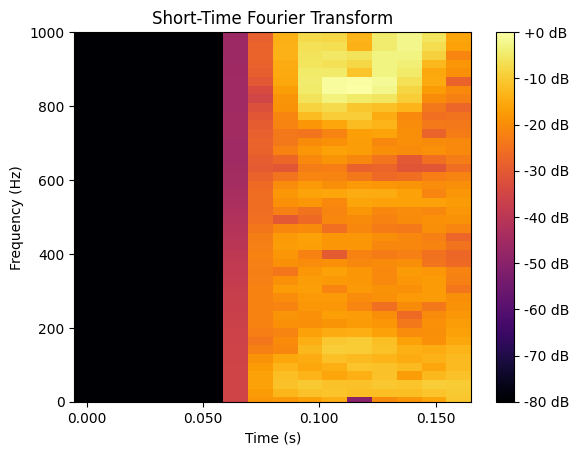 Short-Time Fourier Transform
1000
800
600
400
200
0
Frequency (Hz)
0.000
0.050
0.100
0.150
Time (s)
+0 dB
-10 dB
-20 dB
-30 dB
-40 dB
-50 dB
-60 dB
-70 dB
-80 dB